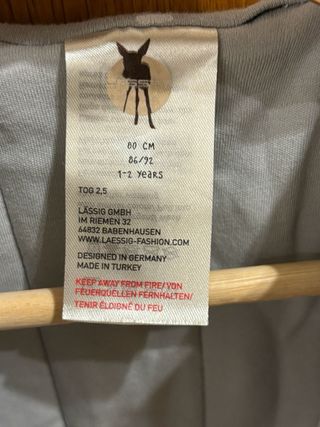 LÄSSIG
80 CM
86/92
1-2 years
TOG 2,5
LÄSSIG GMBH
IM RIEMEN 32
64832 BABENHAUSEN
WWW.LAESSIG-FASHION.COM
DESIGNED IN GERMANY
MADE IN TURKEY
KEEP AWAY FROM FIRE/VON
FEUERQUELLEN FERNHALTEN/
TENIR ÉLOIGNÉ DU FEU